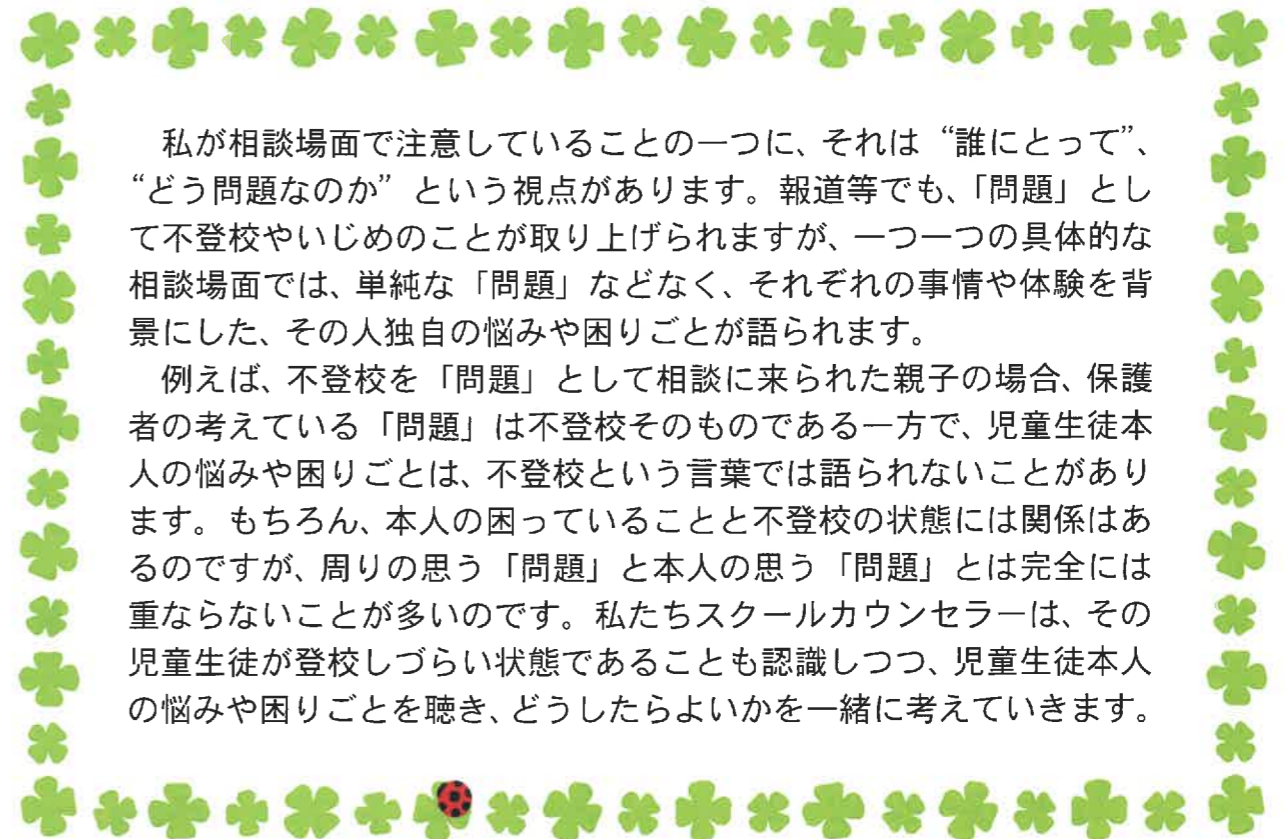 私が相談場面で注意していることの一つに、それは“誰にとって”、
“どう問題なのか”という視点があります。報道等でも、「問題」とし
て不登校やいじめのことが取り上げられますが、一つ一つの具体的な
相談場面では、単純な「問題」などなく、それぞれの事情や体験を背
景にした、その人独自の悩みや困りごとが語られます。
例えば、不登校を「問題」として相談に来られた親子の場合、保護
者の考えている「問題」は不登校そのものである一方で、児童生徒本
人の悩みや困りごとは、不登校という言葉では語られないことがあり
ます。もちろん、本人の困っていることと不登校の状態には関係はあ
るのですが、周りの思う「問題」と本人の思う「問題」とは完全には
重ならないことが多いのです。私たちスクールカウンセラーは、その
児童生徒が登校しづらい状態であることも認識しつつ、児童生徒本人
の悩みや困りごとを聴き、どうしたらよいかを一緒に考えていきます。